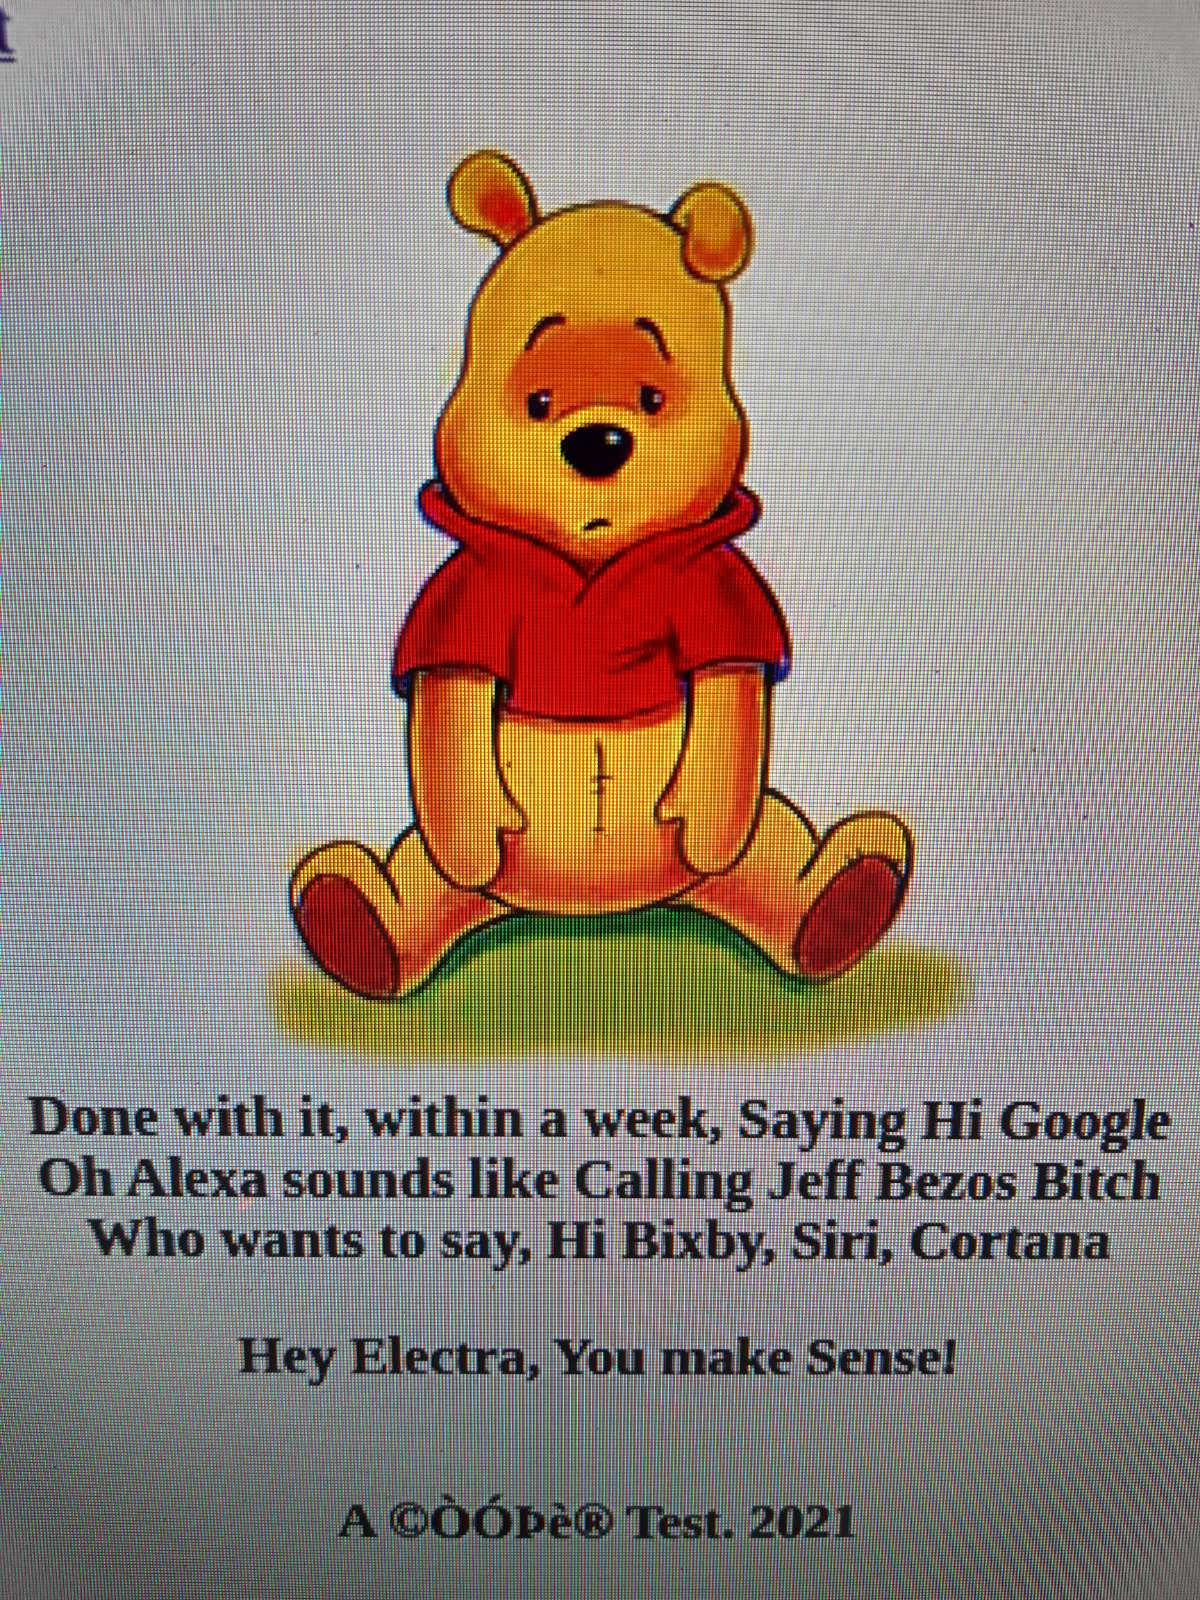 Done with it, within a week, Saying Hi Google
Oh Alexa sounds like Calling Jeff Bezos Bitch
Who wants to say, Hi Bixby, Siri, Cortana
Hey Electra, You make Sense!
A ©ÒÓÞè® Test. 2021